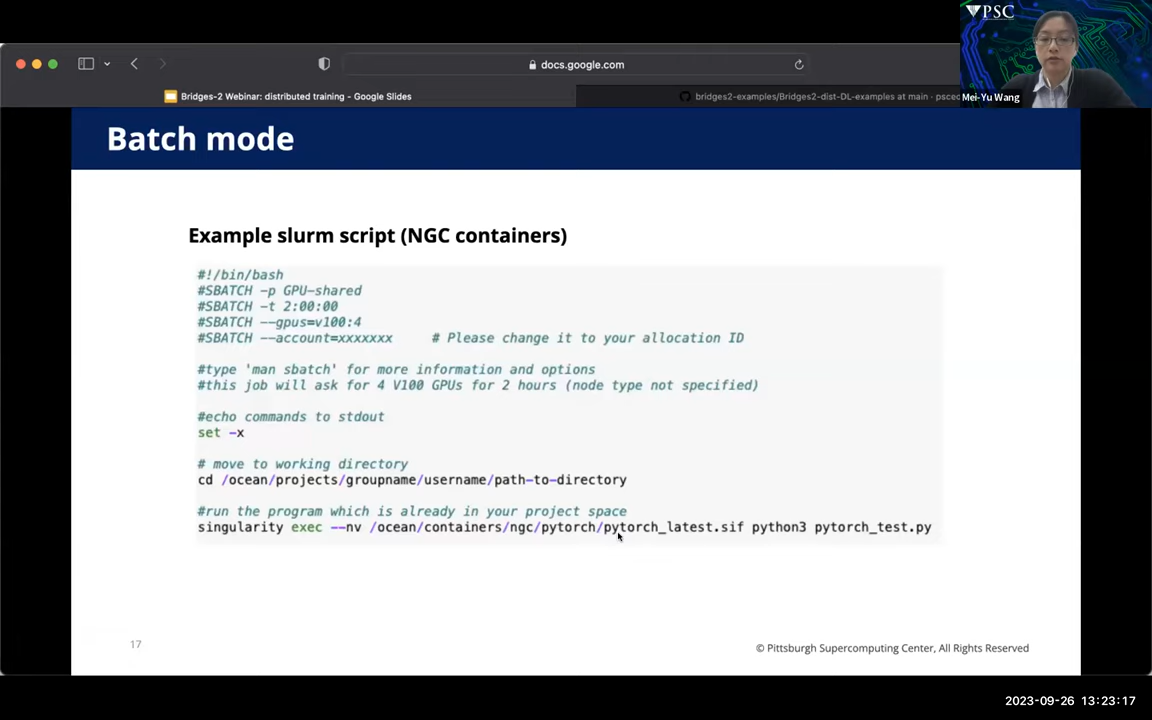 PSC
docs.google.com
Bridges-2 Webinar: distributed training - Google Slides
bridges2-examples/Bridges2-dist-DL-examples at main · psced
Mei-Yu Wang
Batch mode
Example slurm script (NGC containers)
#!/bin/bash
#SBATCH -p GPU-shared
#SBATCH -t 2:00:00
#SBATCH --gpus=v100:4
#SBATCH --account=xxxxxxx # Please change it to your allocation ID
#type 'man sbatch' for more information and options
#this job will ask for 4 V100 GPUs for 2 hours (node type not specified)
#echo commands to stdout
set -x
# move to working directory
cd /ocean/projects/groupname/username/path-to-directory
#run the program which is already in your project space
singularity exec --nv /ocean/containers/ngc/pytorch/pytorch_latest.sif python3 pytorch_test.py
17
© Pittsburgh Supercomputing Center, All Rights Reserved
2023-09-26 13:23:17